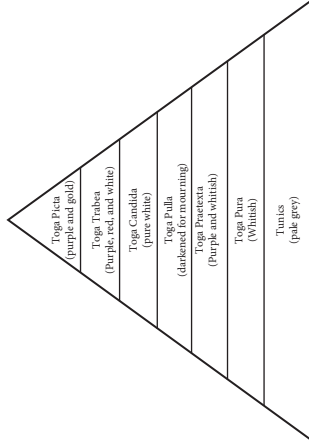 Toga Picta
(purple and gold)
Toga Trabea
(Purple, red, and white)
Toga Candida
(pure white)
Toga Pulla
(darkened for mourning)
Toga Praetexta
(Purple and whitish)
Toga Pura
(Whitish)
Tunics
(pale grey)